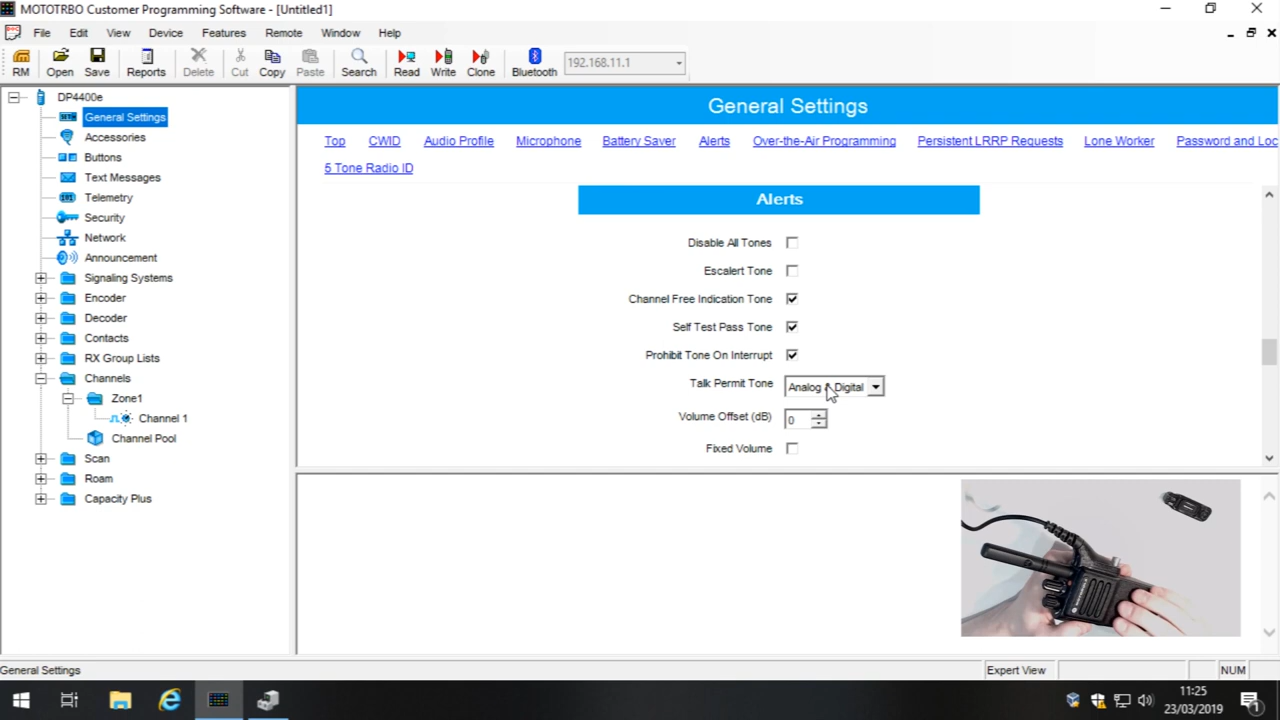 MOTOTRBO Customer Programming Software - [Untitled1]
File Edit View Device Features Remote Window Help
RM Open Save Reports Delete Cut Copy Paste Search Read Write Clone Bluetooth 192.168.11.1
DP4400e
General Settings
Accessories
Buttons
Text Messages
Telemetry
Security
Network
Announcement
Signaling Systems
Encoder
Decoder
Contacts
RX Group Lists
Channels
Zone1
Channel 1
Channel Pool
Scan
Roam
Capacity Plus
General Settings
Top CWID Audio Profile Microphone Battery Saver Alerts Over-the-Air Programming Persistent LRRP Requests Lone Worker Password and Loc
5 Tone Radio ID
Alerts
Disable All Tones
Escalert Tone
Channel Free Indication Tone
Self Test Pass Tone
Prohibit Tone On Interrupt
Talk Permit Tone Analog & Digital
Volume Offset (dB) 0
Fixed Volume
MOTOROLA
General Settings Expert View NUM
11:25
23/03/2019
1